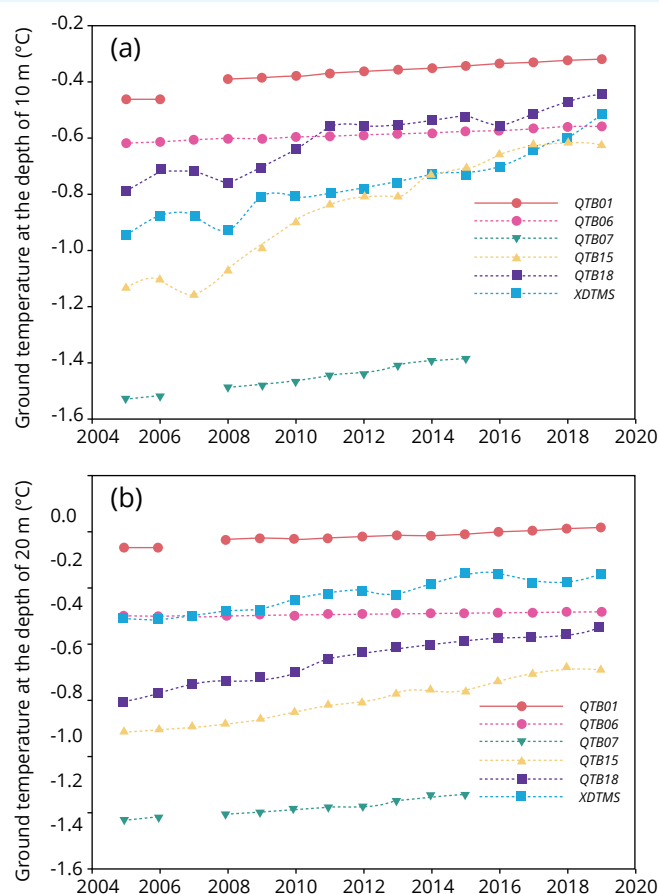 (a)
Ground temperature at the depth of 10 m (°C)
-0.2
-0.4
-0.6
-0.8
-1.0
-1.2
-1.4
-1.6
QTB01
QTB06
QTB07
QTB15
QTB18
XDTMS
2004 2006 2008 2010 2012 2014 2016 2018 2020
(b)
Ground temperature at the depth of 20 m (°C)
0.0
-0.2
-0.4
-0.6
-0.8
-1.0
-1.2
-1.4
-1.6
QTB01
QTB06
QTB07
QTB15
QTB18
XDTMS
2004 2006 2008 2010 2012 2014 2016 2018 2020